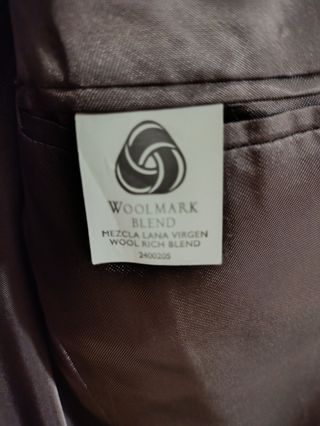 WOOLMARK
BLEND
MEZCLA LANA VIRGEN
WOOL RICH BLEND
2400205